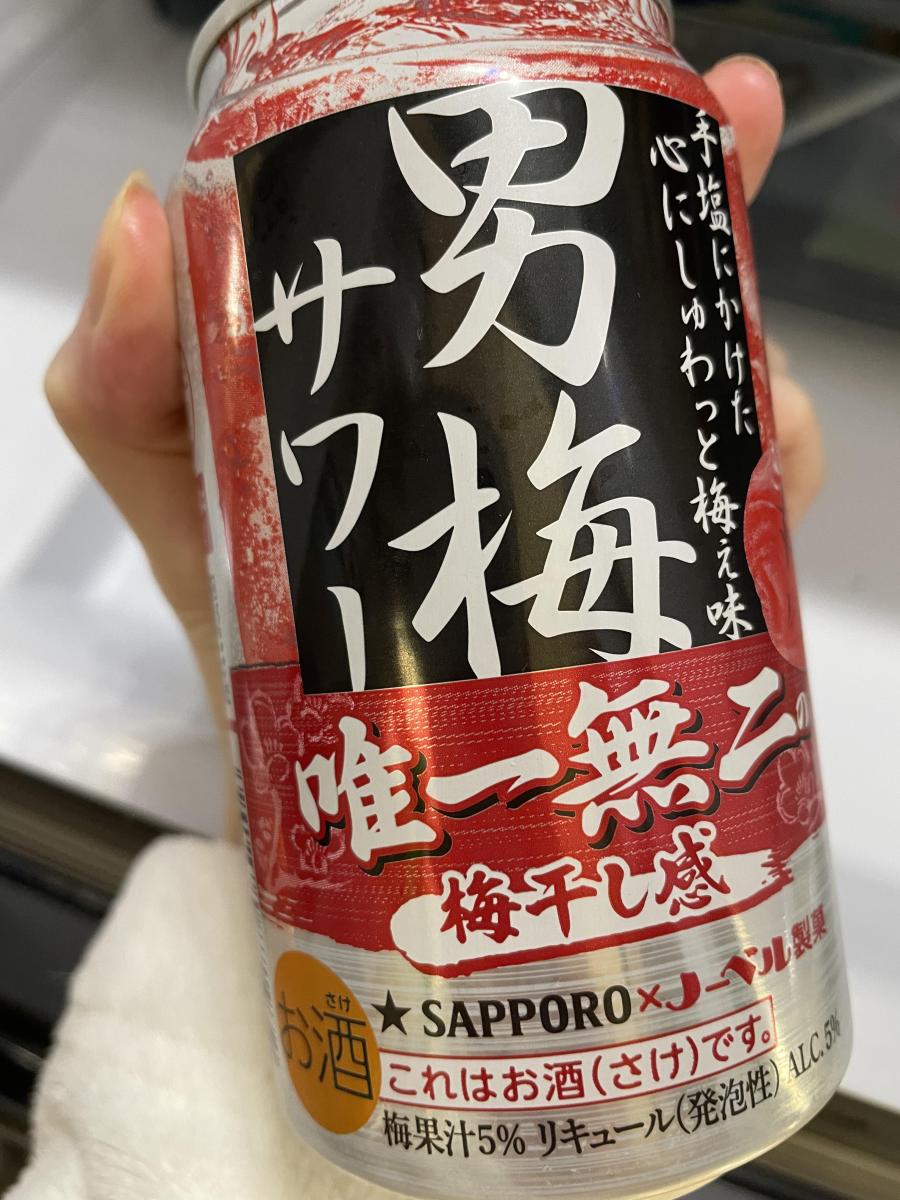 手塩にかけた
心にしゅわっと梅え味
男梅
サワー
唯一無二の
梅干し感
★SAPPORO×ノーベル製菓
お酒
さけ
これはお酒(さけ)です。
梅果汁5% リキュール(発泡性) ALC.5%